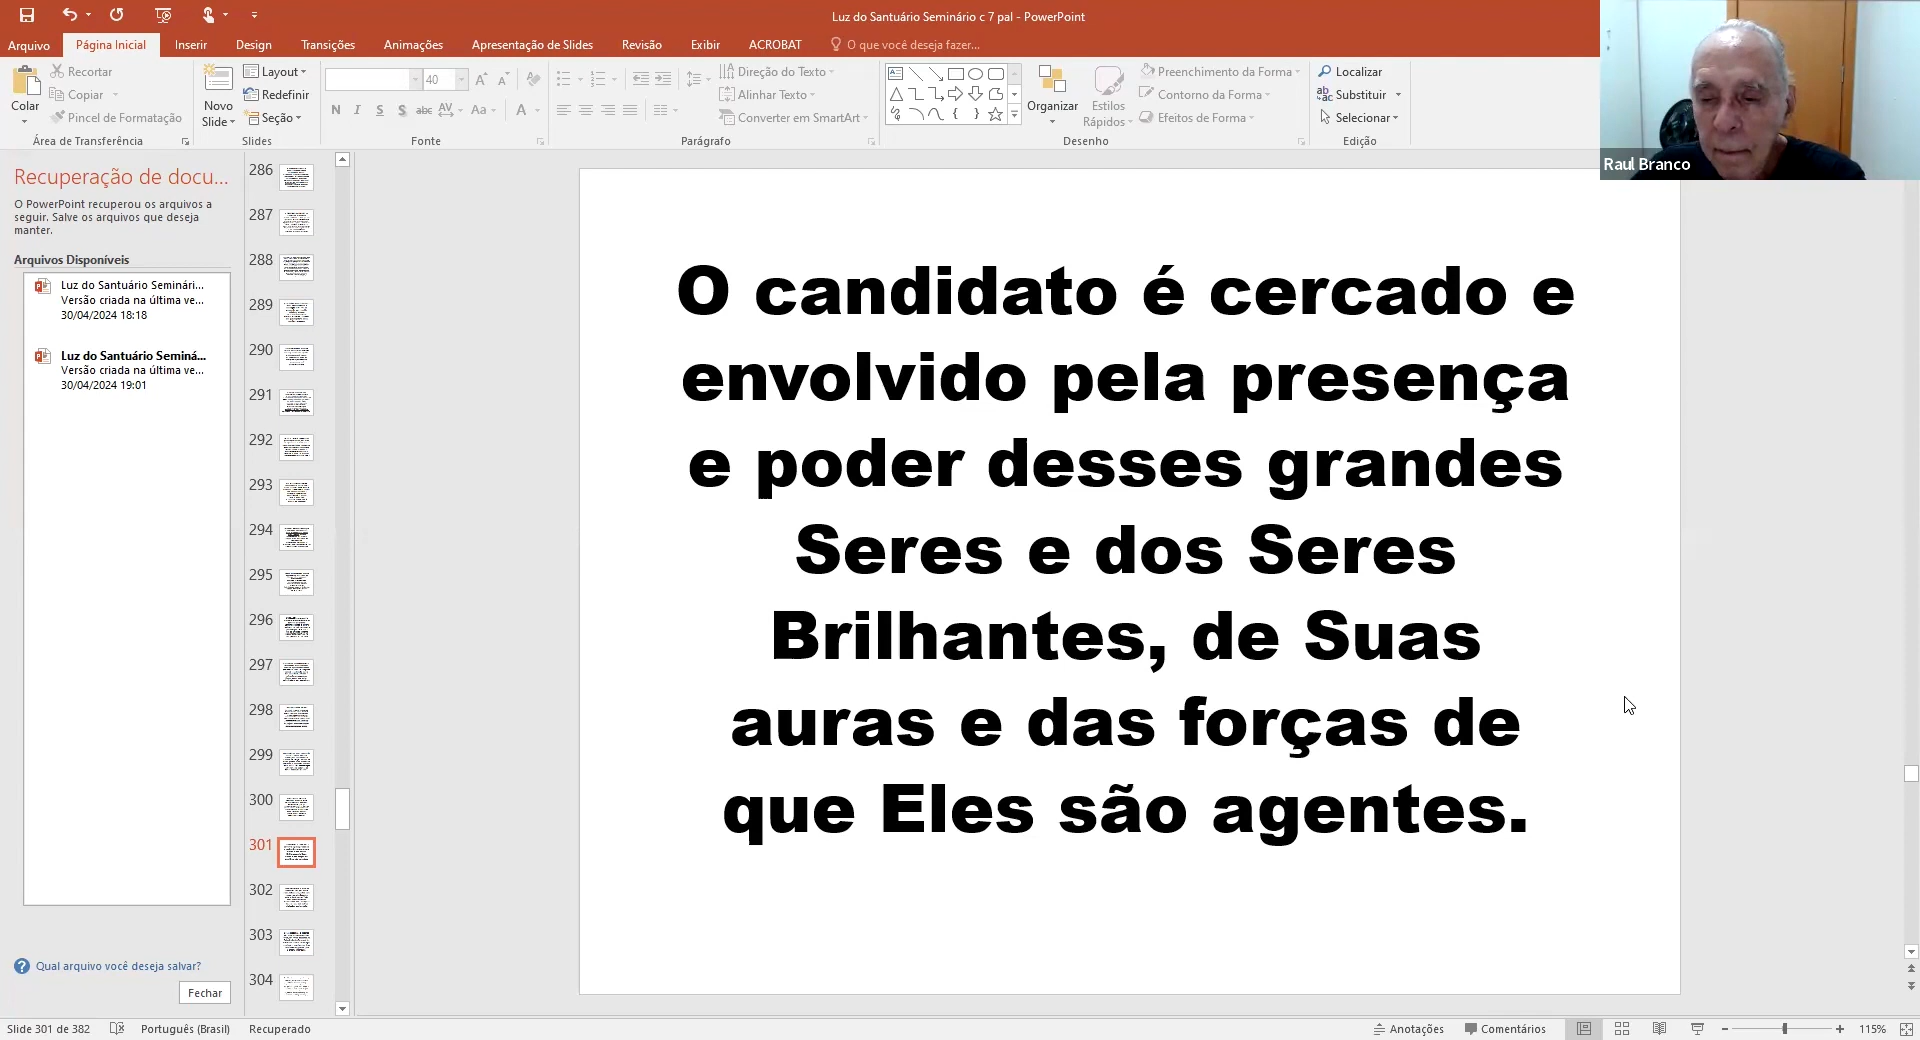 Luz do Santuário Seminário c 7 pal - PowerPoint
Arquivo Página Inicial Inserir Design Transições Animações Apresentação de Slides Revisão Exibir ACROBAT O que você deseja fazer...
Colar
Recortar
Copiar
Pincel de Formatação
Área de Transferência
Novo
Slide
Layout
Redefinir
Seção
Slides
40
N I S S abc AV Aa A
Fonte
Direção do Texto
Alinhar Texto
Converter em SmartArt
Parágrafo
Organizar
Estilos
Rápidos
Preenchimento da Forma
Contorno da Forma
Efeitos de Forma
Desenho
Localizar
Substituir
Selecionar
Edição
Raul Branco
Recuperação de docu...
O PowerPoint recuperou os arquivos a
seguir. Salve os arquivos que deseja
manter.
Arquivos Disponíveis
Luz do Santuário Seminári...
Versão criada na última ve...
30/04/2024 18:18
Luz do Santuário Seminá...
Versão criada na última ve...
30/04/2024 19:01
Qual arquivo você deseja salvar?
Fechar
286
287
288
289
290
291
292
293
294
295
296
297
298
299
300
301
302
303
304
O candidato é cercado e
envolvido pela presença
e poder desses grandes
Seres e dos Seres
Brilhantes, de Suas
auras e das forças de
que Eles são agentes.
Slide 301 de 382 Português (Brasil) Recuperado Anotações Comentários 115%